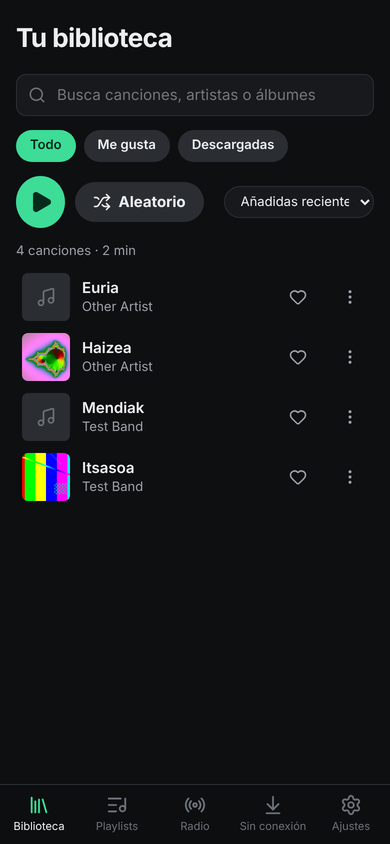 Tu biblioteca
Busca canciones, artistas o álbumes
Todo
Me gusta
Descargadas
Aleatorio
Añadidas reciente
4 canciones · 2 min
Euria
Other Artist
Haizea
Other Artist
Mendiak
Test Band
Itsasoa
Test Band
Biblioteca
Playlists
Radio
Sin conexión
Ajustes